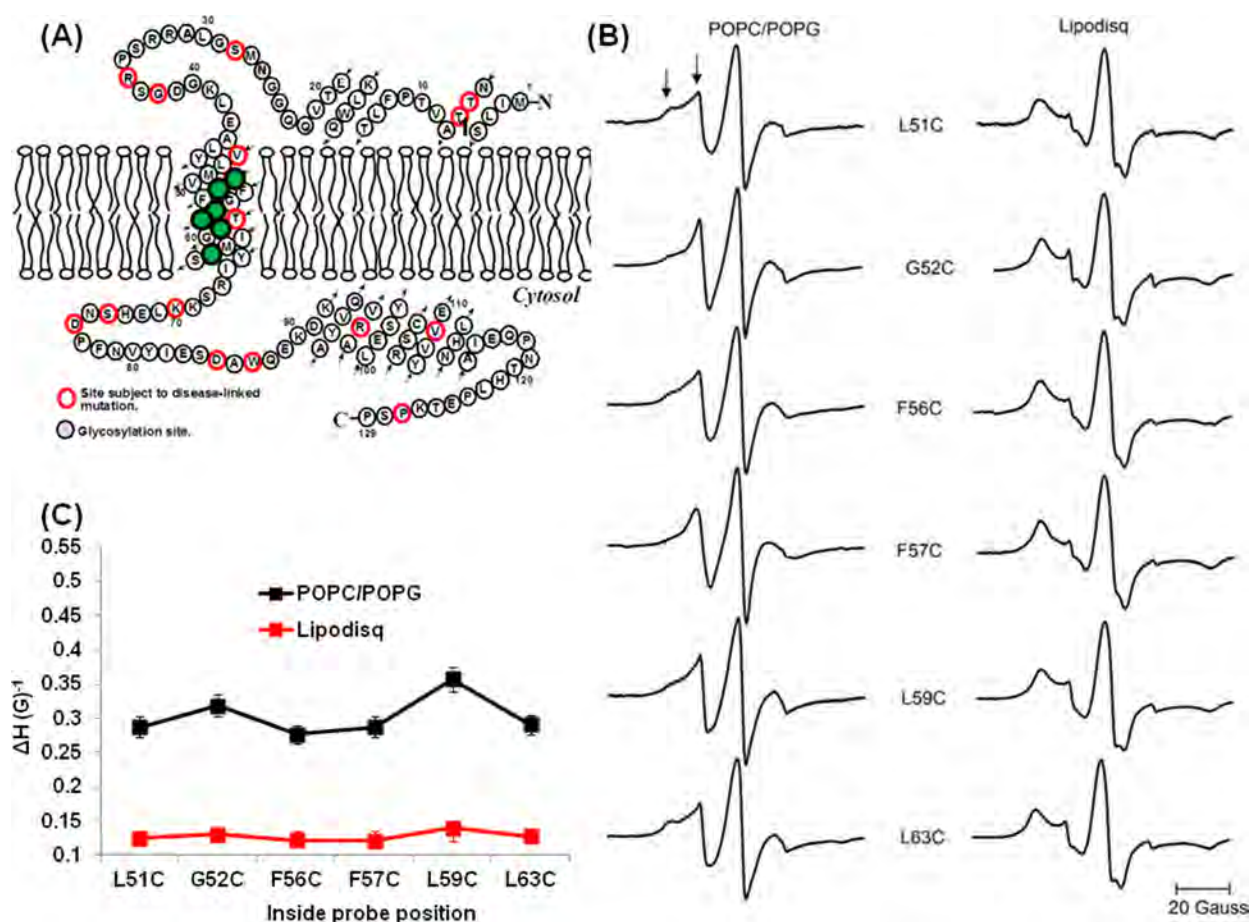 (A)
30
P S R R A L G S M
R
S G D G K L
40
N
G
G
G
V T E K
20
Q W L
T L F P T V
10
A T T N
S L I M
N
E
A
L
Y
V
L
M
V
50
F
F
G
T
60
G
M
I
Y
S
I
R
S
K K L E H S N D
70
P F N V Y I E S D A W Q E K D
80
90
K Q V Y E
110
Y V R S C V L
A A E S V H I E Q P
Y L R Y N A
100
N
120
T H L P E T K P S P
C
129
Cytosol
Site subject to disease-linked
mutation.
Glycosylation site.
(B)
POPC/POPG
Lipodisq
L51C
G52C
F56C
F57C
L59C
L63C
20 Gauss
(C)
0.55
0.5
0.45
0.4
0.35
0.3
0.25
0.2
0.15
0.1
ΔH (G)-1
POPC/POPG
Lipodisq
L51C G52C F56C F57C L59C L63C
Inside probe position